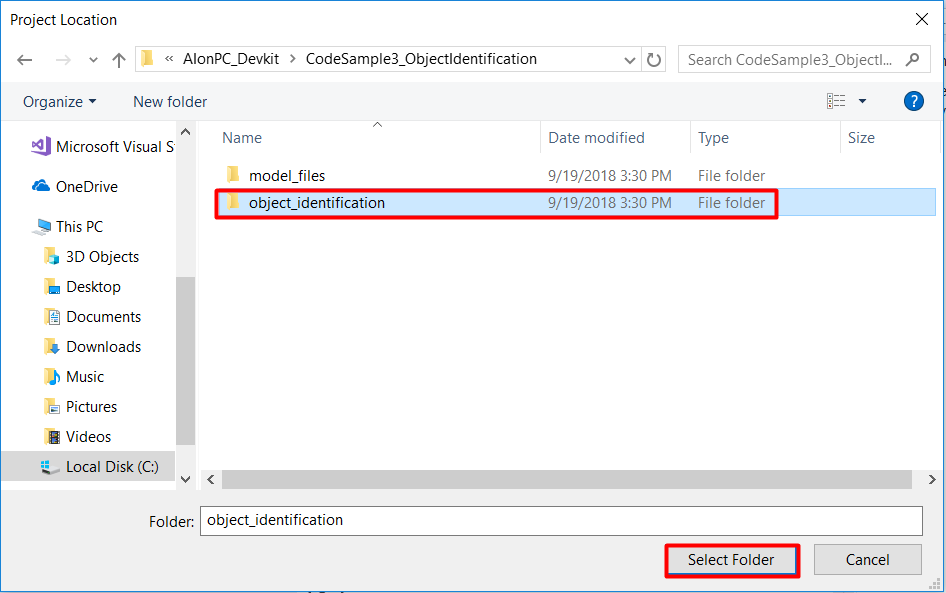 Project Location
« AIonPC_Devkit > CodeSample3_ObjectIdentification
Search CodeSample3_ObjectI...
Organize
New folder
?
Name
Date modified
Type
Size
Microsoft Visual S
OneDrive
This PC
3D Objects
Desktop
Documents
Downloads
Music
Pictures
Videos
Local Disk (C:)
model_files 9/19/2018 3:30 PM File folder
object_identification 9/19/2018 3:30 PM File folder
Folder: object_identification
Select Folder
Cancel